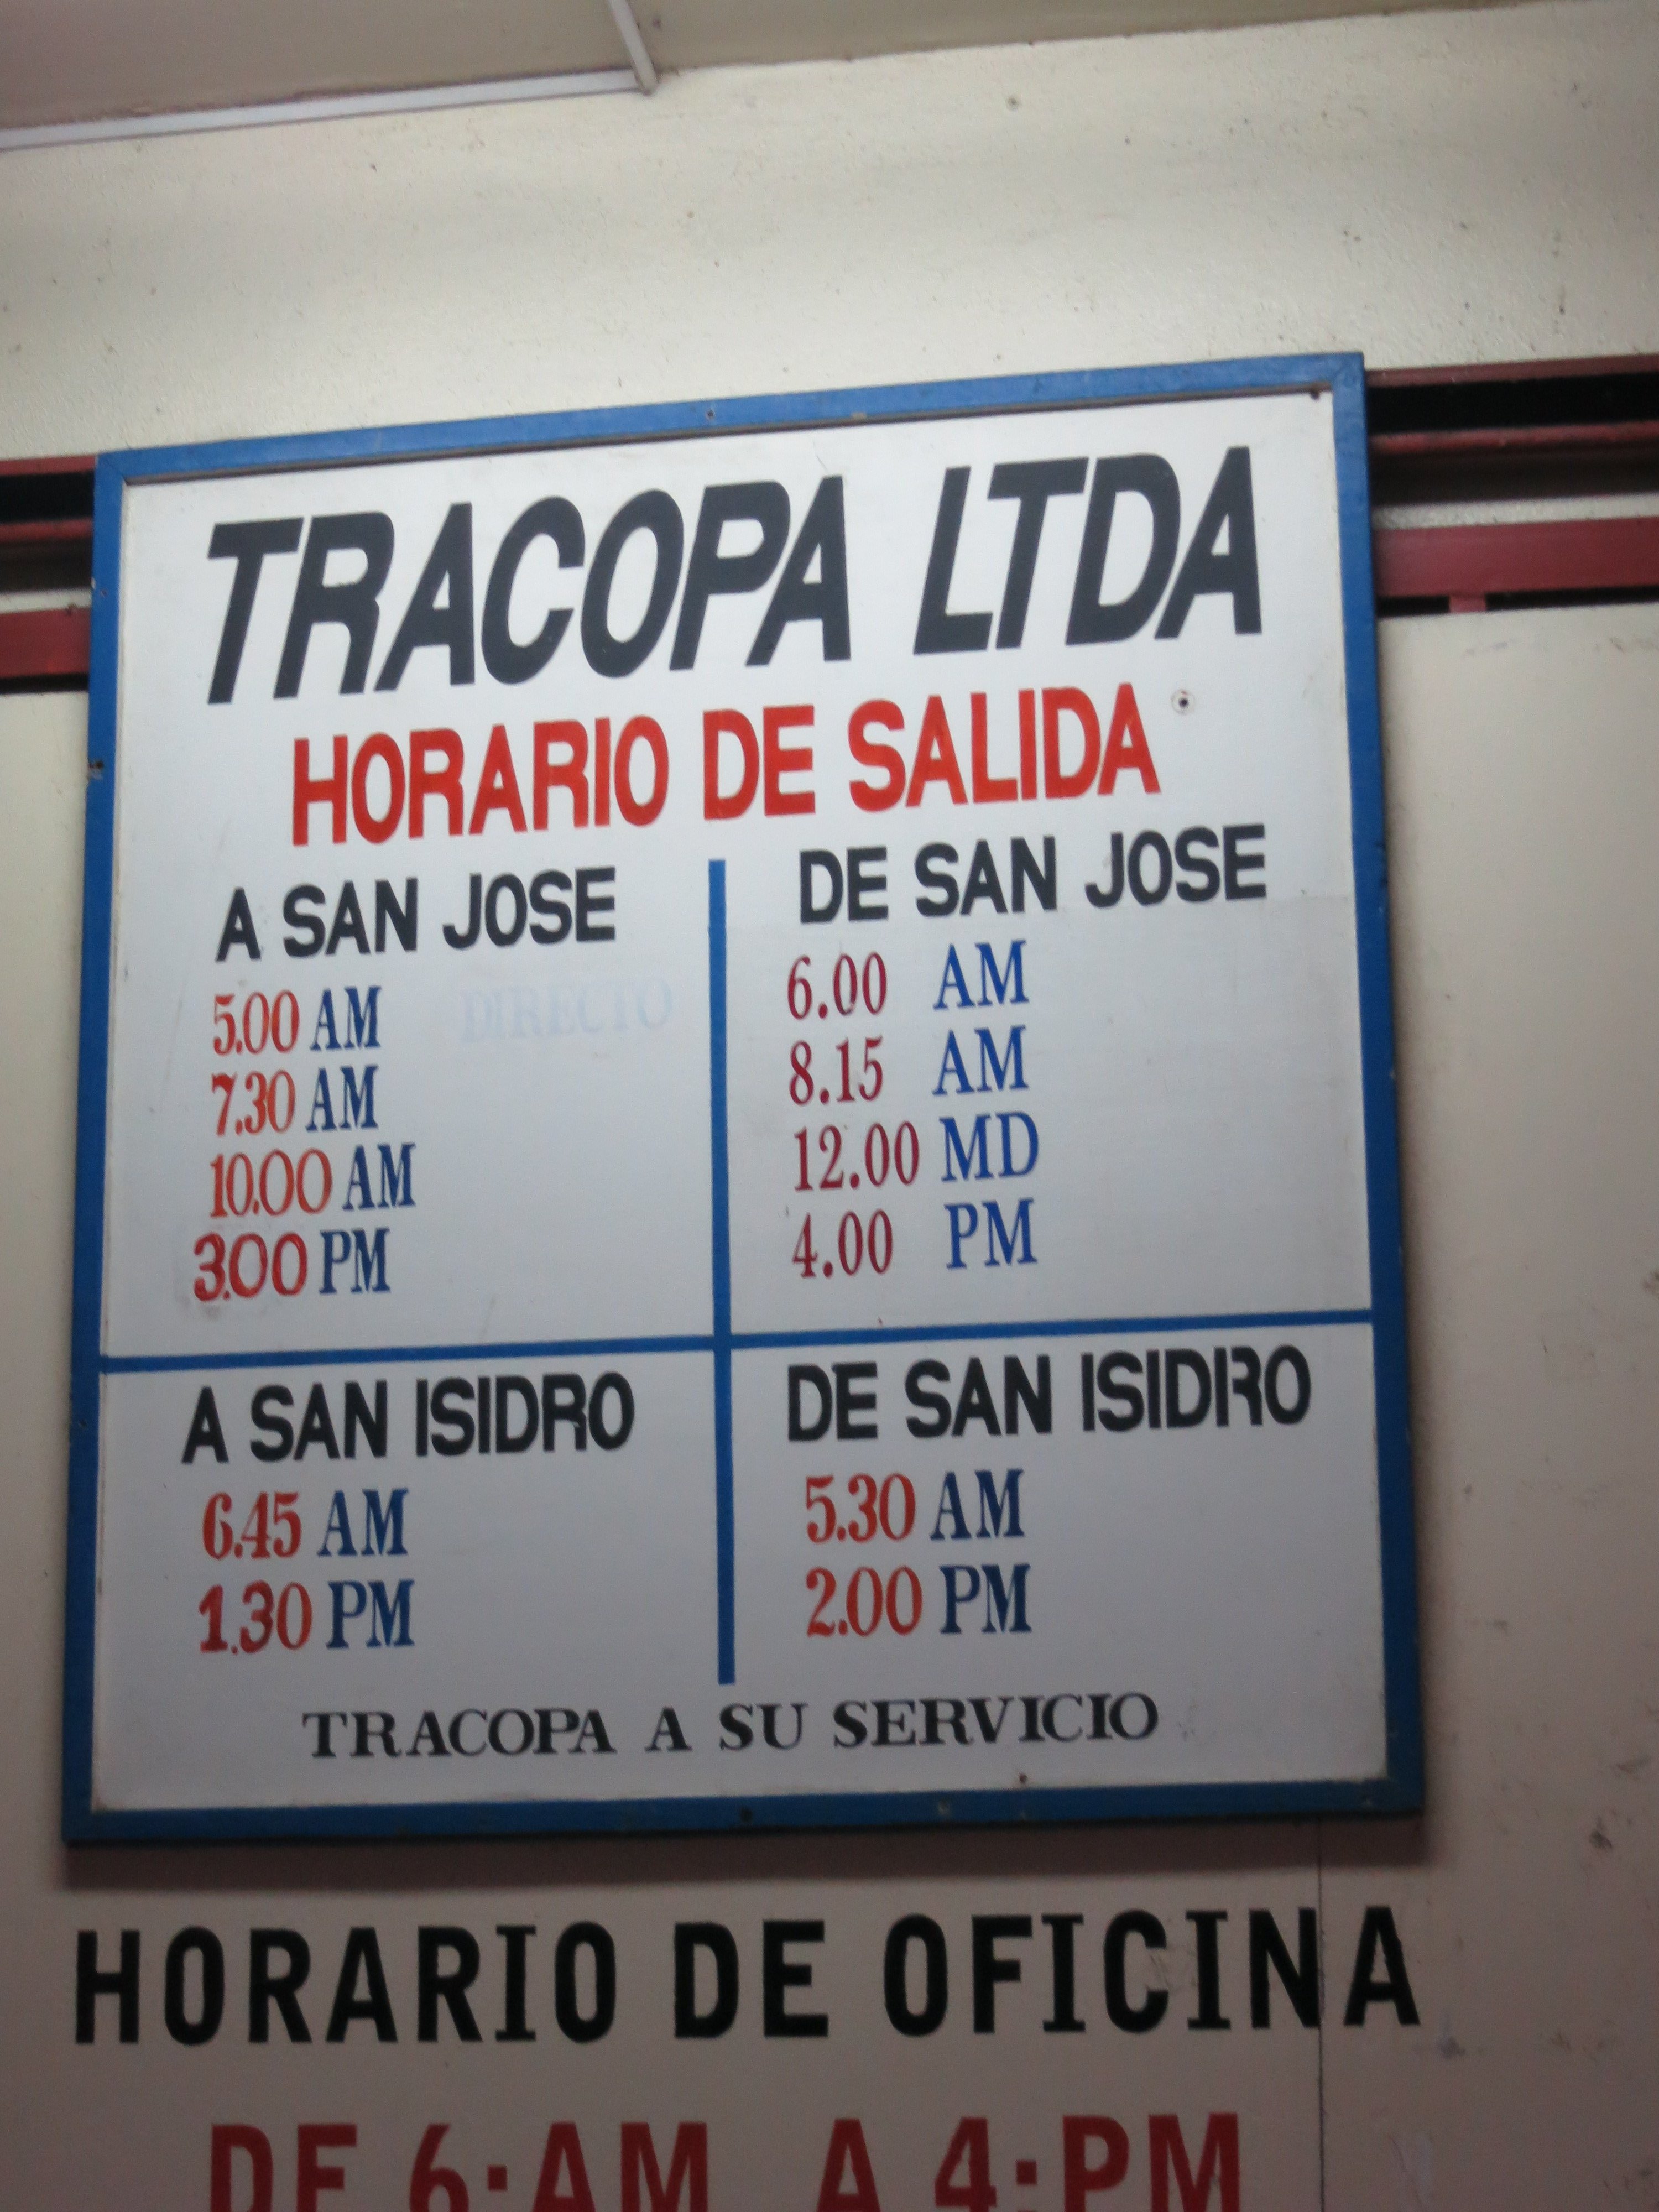 TRACOPA LTDA
HORARIO DE SALIDA
A SAN JOSE
5.00 AM DIRECTO
7.30 AM
10.00 AM
3.00 PM
DE SAN JOSE
6.00 AM
8.15 AM
12.00 MD
4.00 PM
A SAN ISIDRO
6.45 AM
1.30 PM
DE SAN ISIDRO
5.30 AM
2.00 PM
TRACOPA A SU SERVICIO
HORARIO DE OFICINA
DE 6:AM A 4:PM